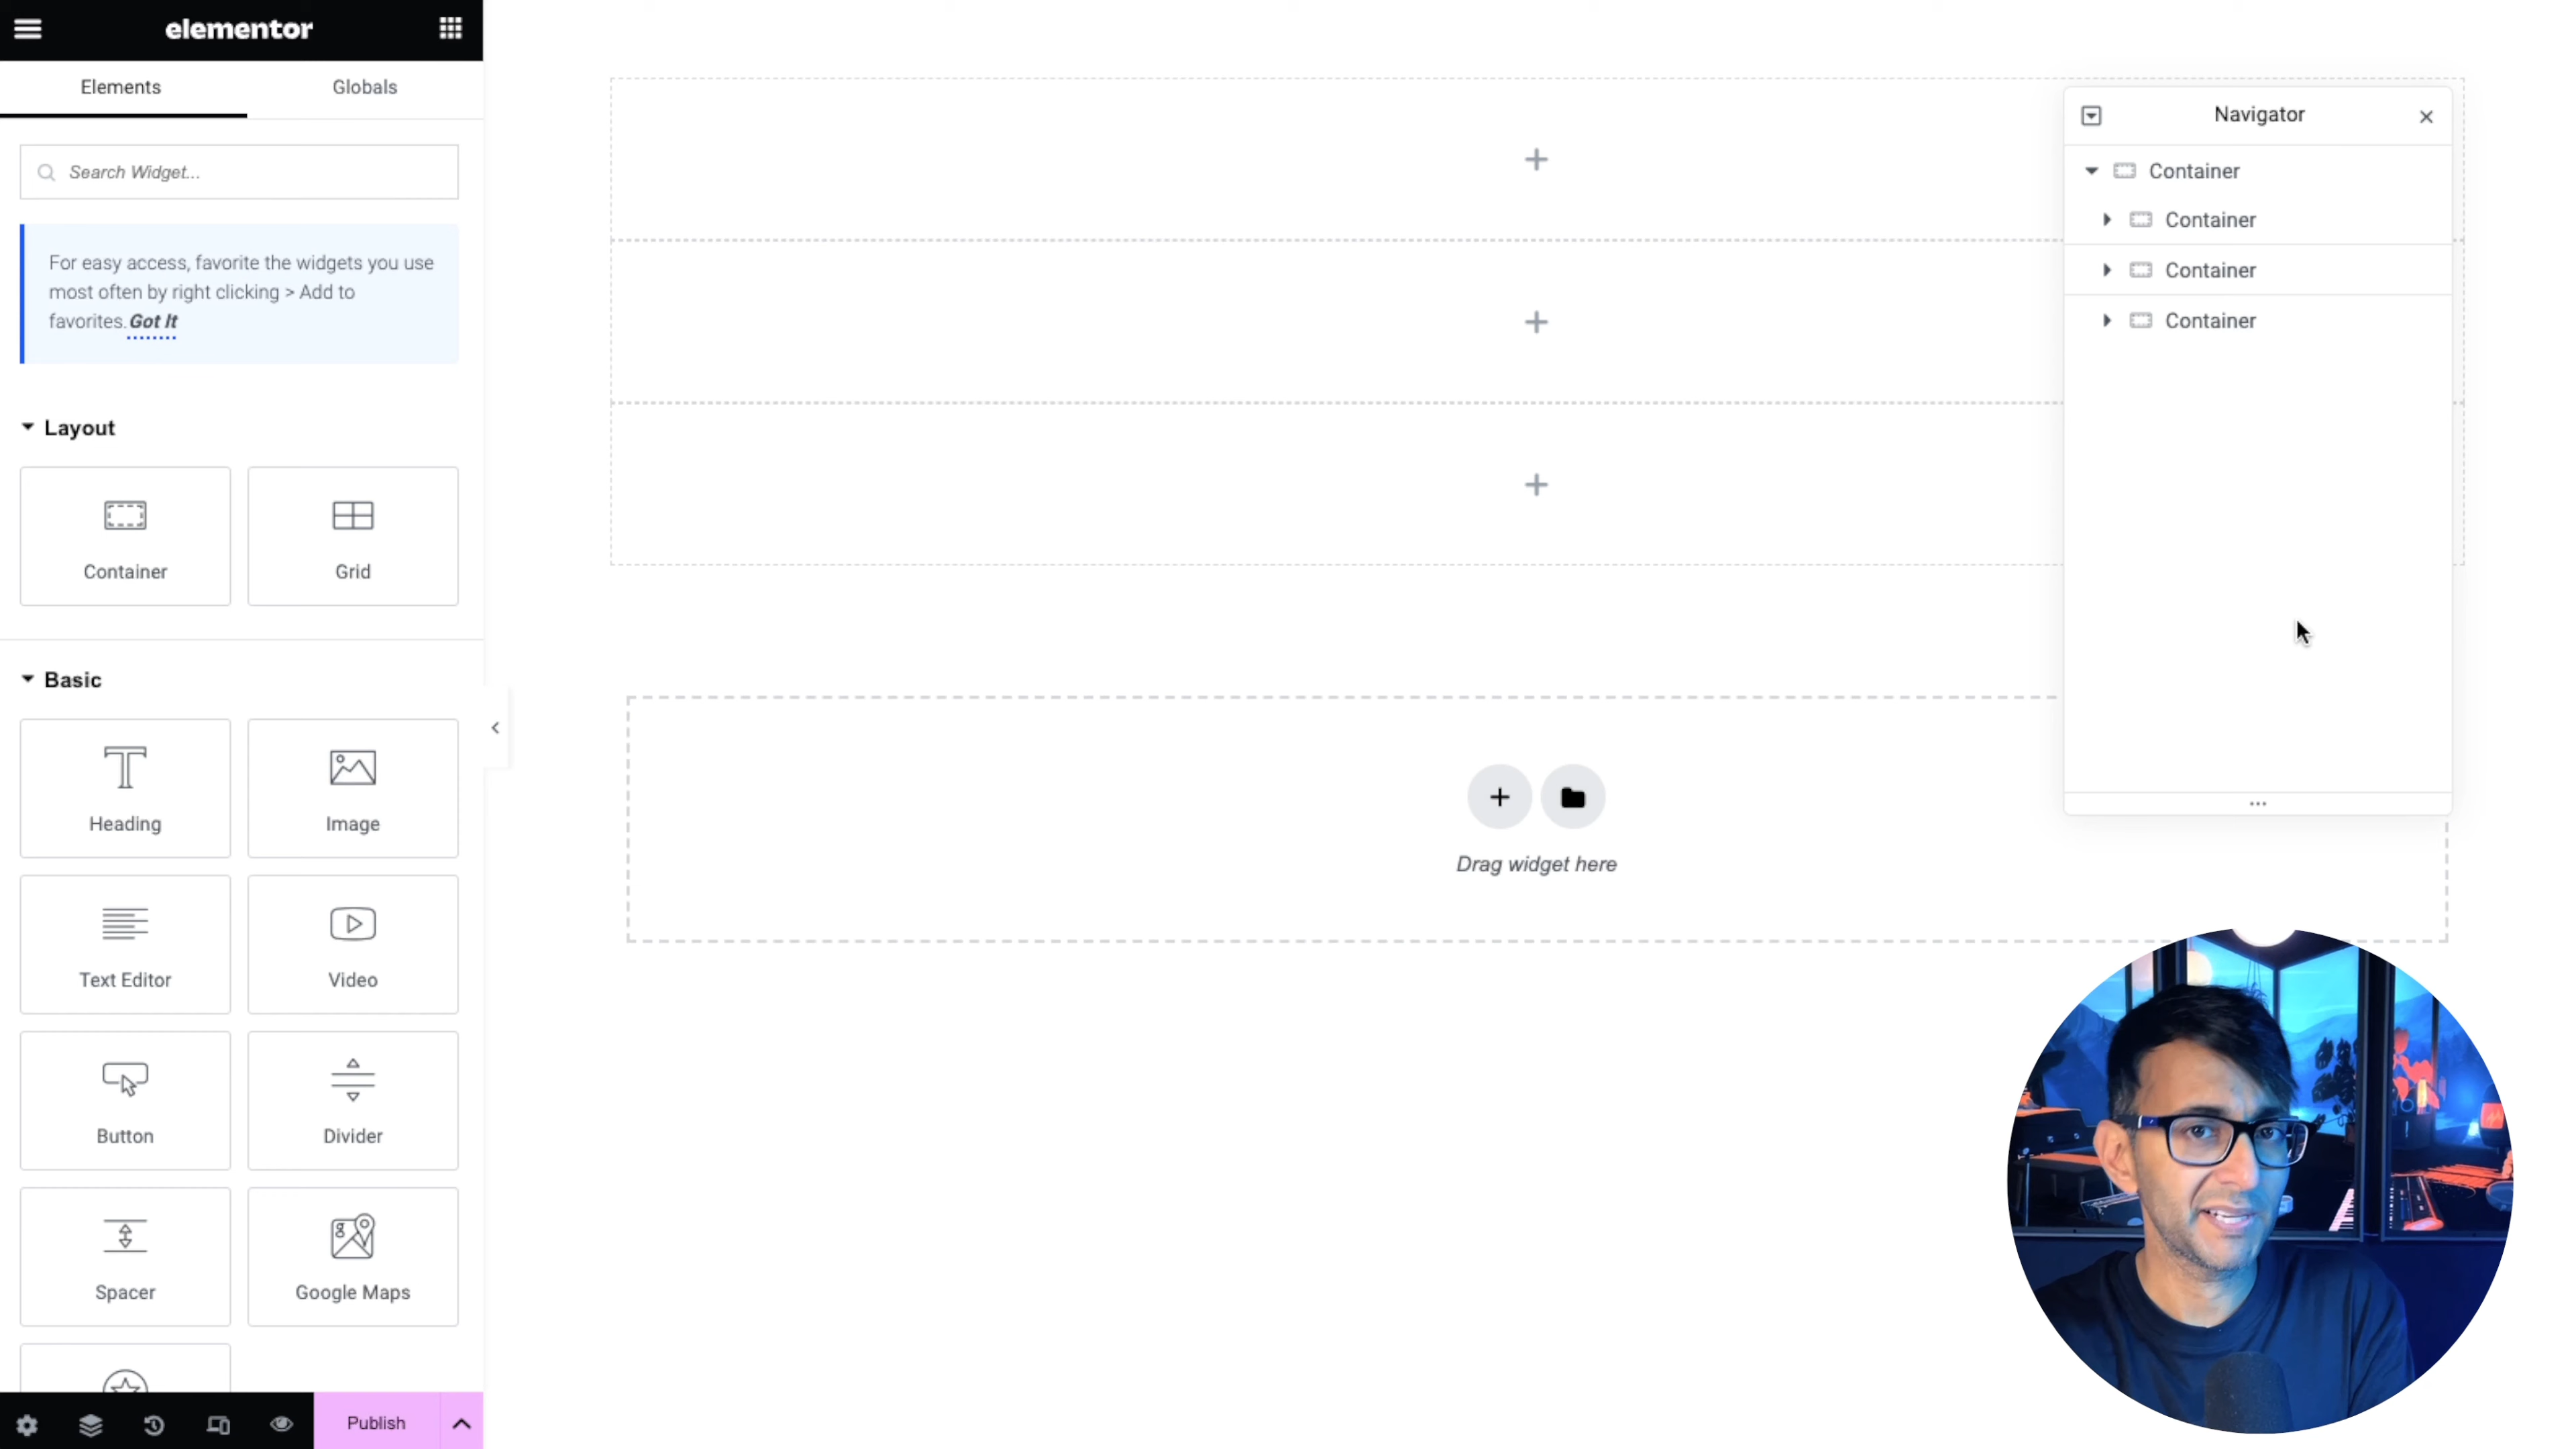 elementor
Elements
Globals
Search Widget...
For easy access, favorite the widgets you use
most often by right clicking > Add to
favorites. Got It
Layout
Container
Grid
Basic
Heading
Image
Text Editor
Video
Button
Divider
Spacer
Google Maps
Publish
Drag widget here
Navigator
Container
Container
Container
Container